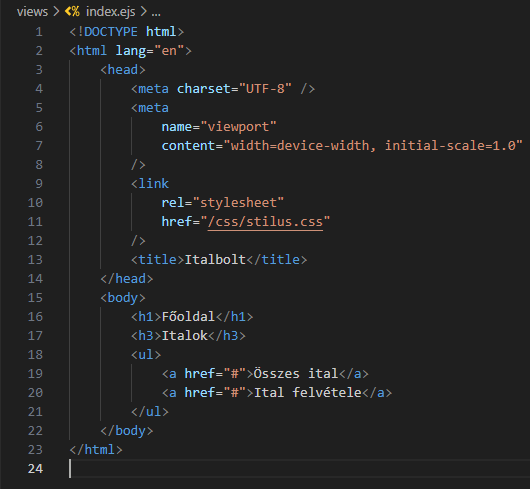 views > index.ejs > ...
1 <!DOCTYPE html>
2 <html lang="en">
3     <head>
4         <meta charset="UTF-8" />
5         <meta
6             name="viewport"
7             content="width=device-width, initial-scale=1.0"
8         />
9         <link
10             rel="stylesheet"
11             href="/css/stilus.css"
12         />
13         <title>Italbolt</title>
14     </head>
15     <body>
16         <h1>Főoldal</h1>
17         <h3>Italok</h3>
18         <ul>
19             <a href="#">Összes ital</a>
20             <a href="#">Ital felvétele</a>
21         </ul>
22     </body>
23 </html>
24